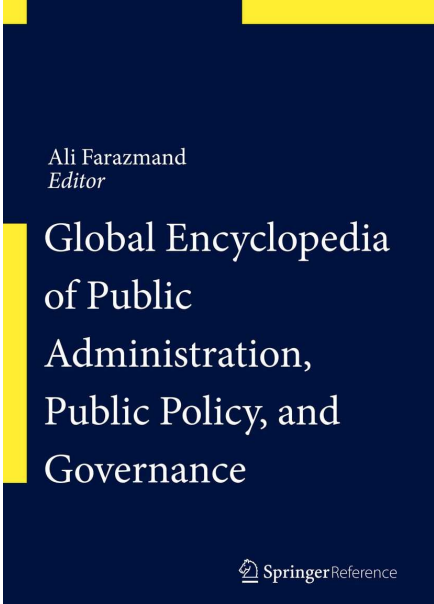 Ali Farazmand
Editor
Global Encyclopedia
of Public
Administration,
Public Policy, and
Governance
Springer Reference